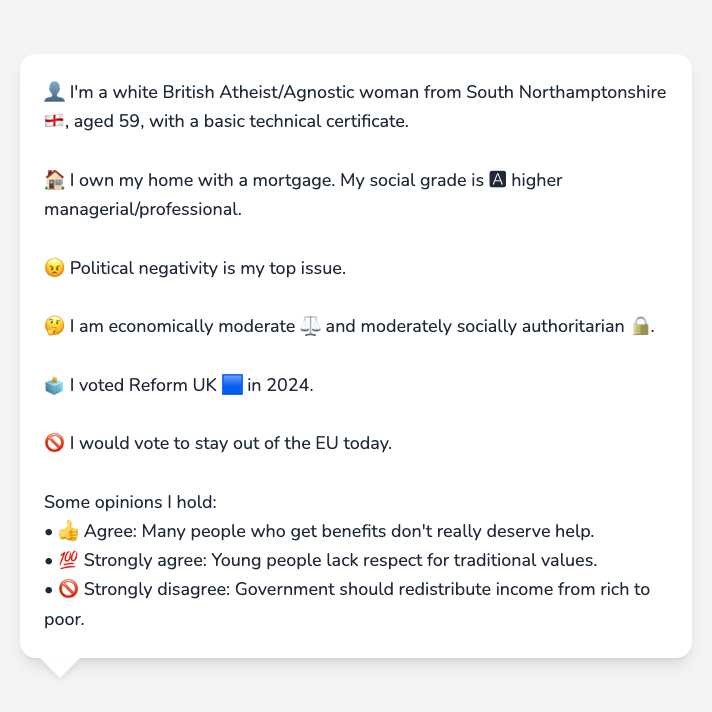 👤 I'm a white British Atheist/Agnostic woman from South Northamptonshire
🏴󠁧󠁢󠁥󠁮󠁧󠁿, aged 59, with a basic technical certificate.
🏠 I own my home with a mortgage. My social grade is 🅰 higher
managerial/professional.
😠 Political negativity is my top issue.
🤔 I am economically moderate ⚖️ and moderately socially authoritarian 🔒.
🗳️ I voted Reform UK 🟦 in 2024.
🚫 I would vote to stay out of the EU today.
Some opinions I hold:
• 👍 Agree: Many people who get benefits don't really deserve help.
• 💯 Strongly agree: Young people lack respect for traditional values.
• 🚫 Strongly disagree: Government should redistribute income from rich to
poor.